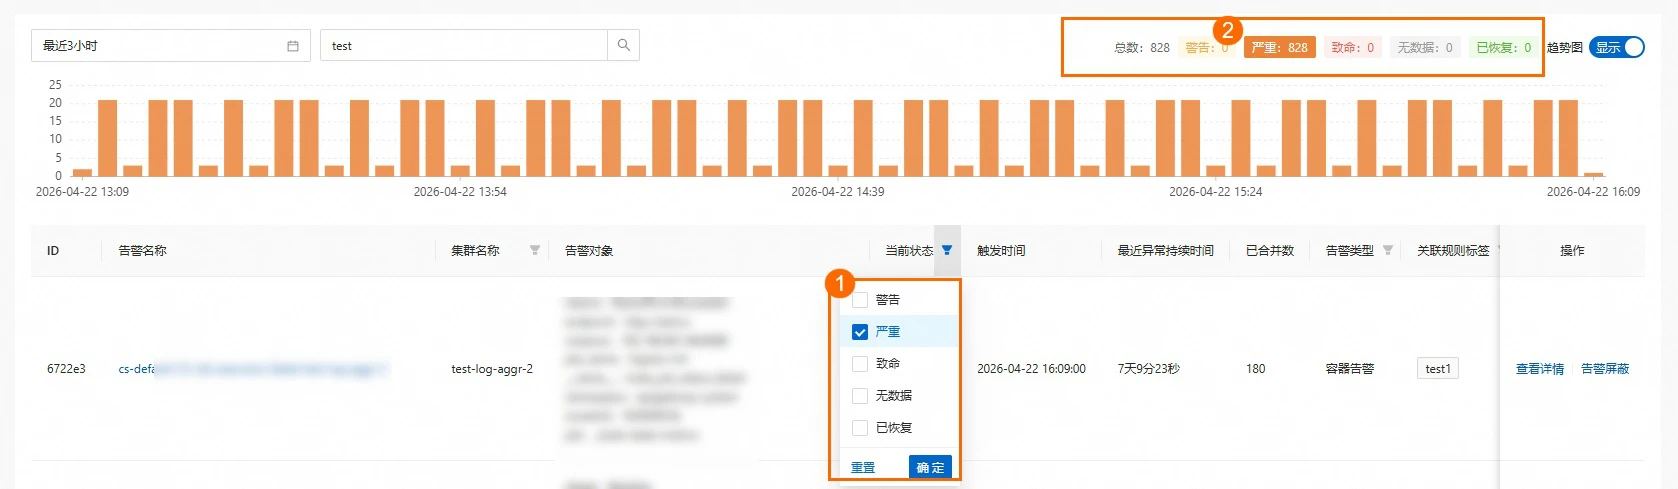 最近3小时 test 总数：828 警告：0 严重：828 致命：0 无数据：0 已恢复：0 趋势图 显示
2
25
20
15
10
5
0
2026-04-22 13:09 2026-04-22 13:54 2026-04-22 14:39 2026-04-22 15:24 2026-04-22 16:09
ID 告警名称 集群名称 告警对象 当前状态 触发时间 最近异常持续时间 已合并数 告警类型 关联规则标签 操作
1
警告
严重
致命
无数据
已恢复
重置 确定
6722e3 cs-defa test-log-aggr-2 2026-04-22 16:09:00 7天9分23秒 180 容器告警 test1 查看详情 告警屏蔽